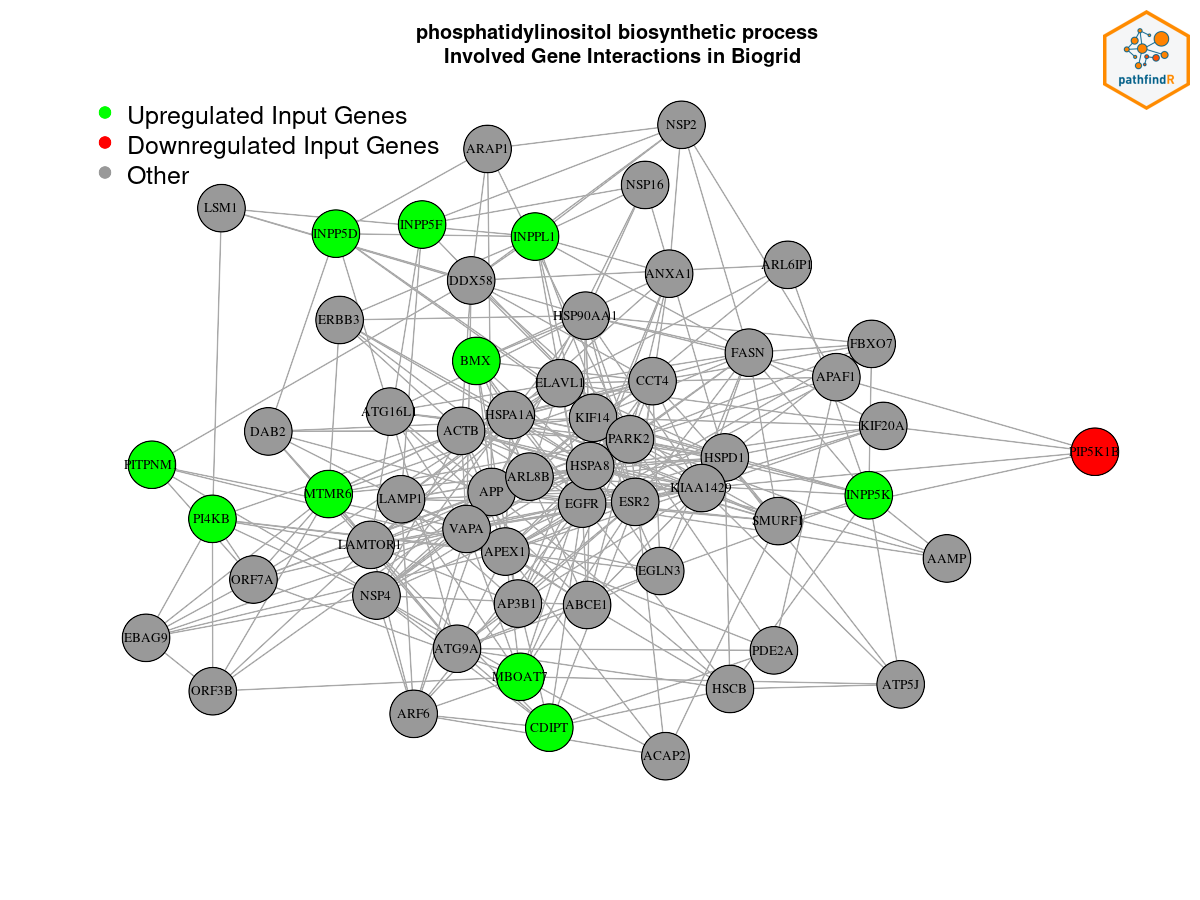 phosphatidylinositol biosynthetic process
Involved Gene Interactions in Biogrid
pathfindR
Upregulated Input Genes
Downregulated Input Genes
Other
NSP2
ARAP1
NSP16
LSM1
INPP5D
INPP5F
INPPL1
ARL6IP1
ANXA1
DDX58
ERBB3
HSP90AA1
FASN
FBXO7
BMX
ELAVL1
CCT4
APAF1
ATG16L1
HSPA1A
KIF14
DAB2
ACTB
PARK2
KIF20A
PIP5K1B
PITPNM1
HSPD1
HSPA8
ARL8B
KIAA1429
MTMR6
LAMP1
APP
EGFR
ESR2
INPP5K
PI4KB
VAPA
SMURF1
LAMTOR1
APEX1
AAMP
ORF7A
EGLN3
NSP4
AP3B1
ABCE1
EBAG9
ATG9A
PDE2A
MBOAT7
ORF3B
HSCB
ATP5J
ARF6
CDIPT
ACAP2